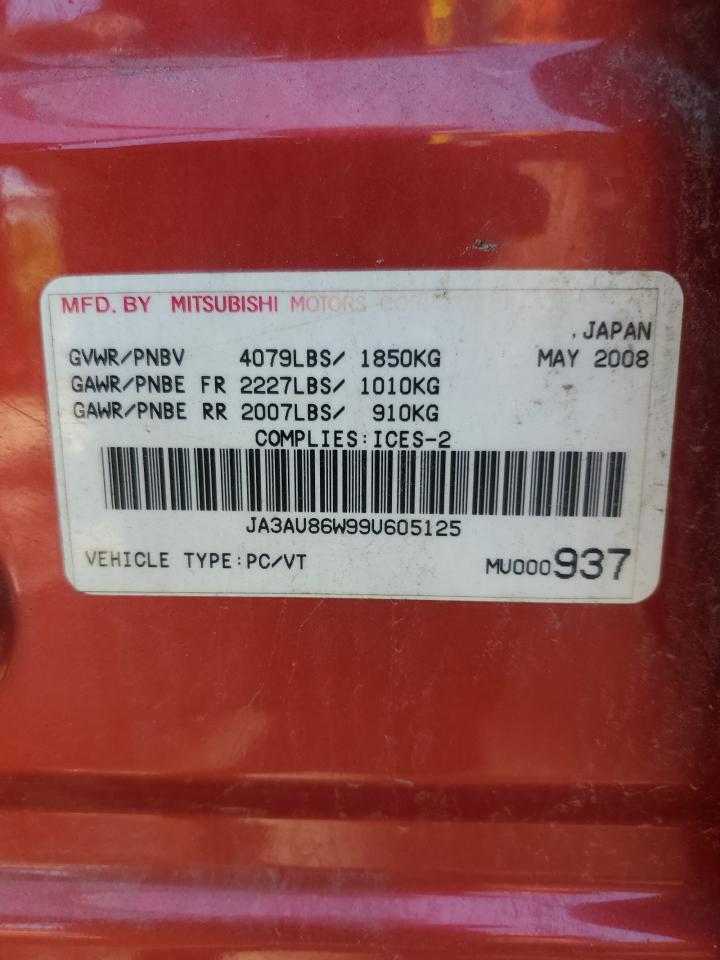 MFD. BY MITSUBISHI MOTORS
, JAPAN
GVWR/PNBV 4079LBS/ 1850KG MAY 2008
GAWR/PNBE FR 2227LBS/ 1010KG
GAWR/PNBE RR 2007LBS/ 910KG
COMPLIES:ICES-2
JA3AU86W99U605125
VEHICLE TYPE:PC/VT MU000937